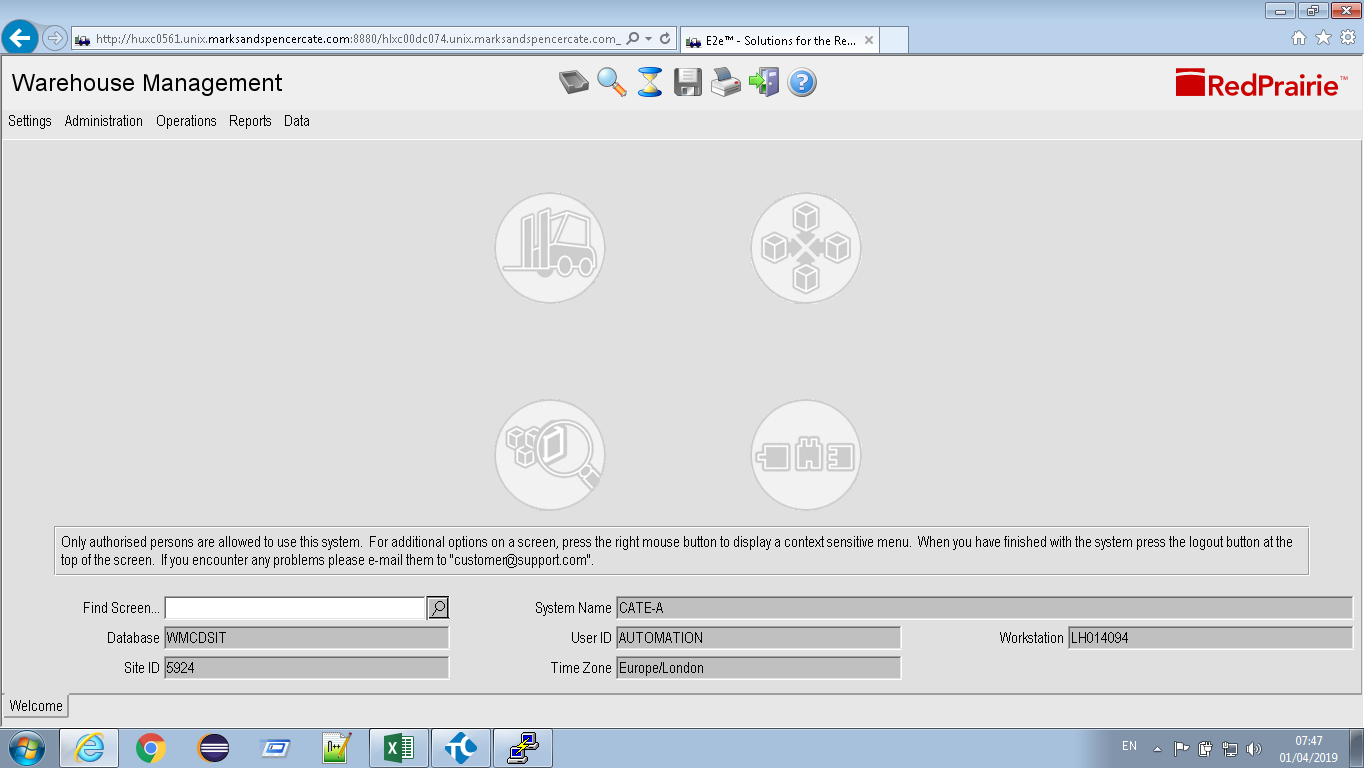 http://huxc0561.unix.marksandspencercate.com:8880/hlxc00dc074.unix.marksandspencercate.com_
E2e™ - Solutions for the Re...
Warehouse Management
RedPrairie™
Settings Administration Operations Reports Data
Only authorised persons are allowed to use this system. For additional options on a screen, press the right mouse button to display a context sensitive menu. When you have finished with the system press the logout button at the
top of the screen. If you encounter any problems please e-mail them to "customer@support.com".
Find Screen... System Name CATE-A
Database WMCDSIT User ID AUTOMATION Workstation LH014094
Site ID 5924 Time Zone Europe/London
Welcome
EN 07:47
01/04/2019